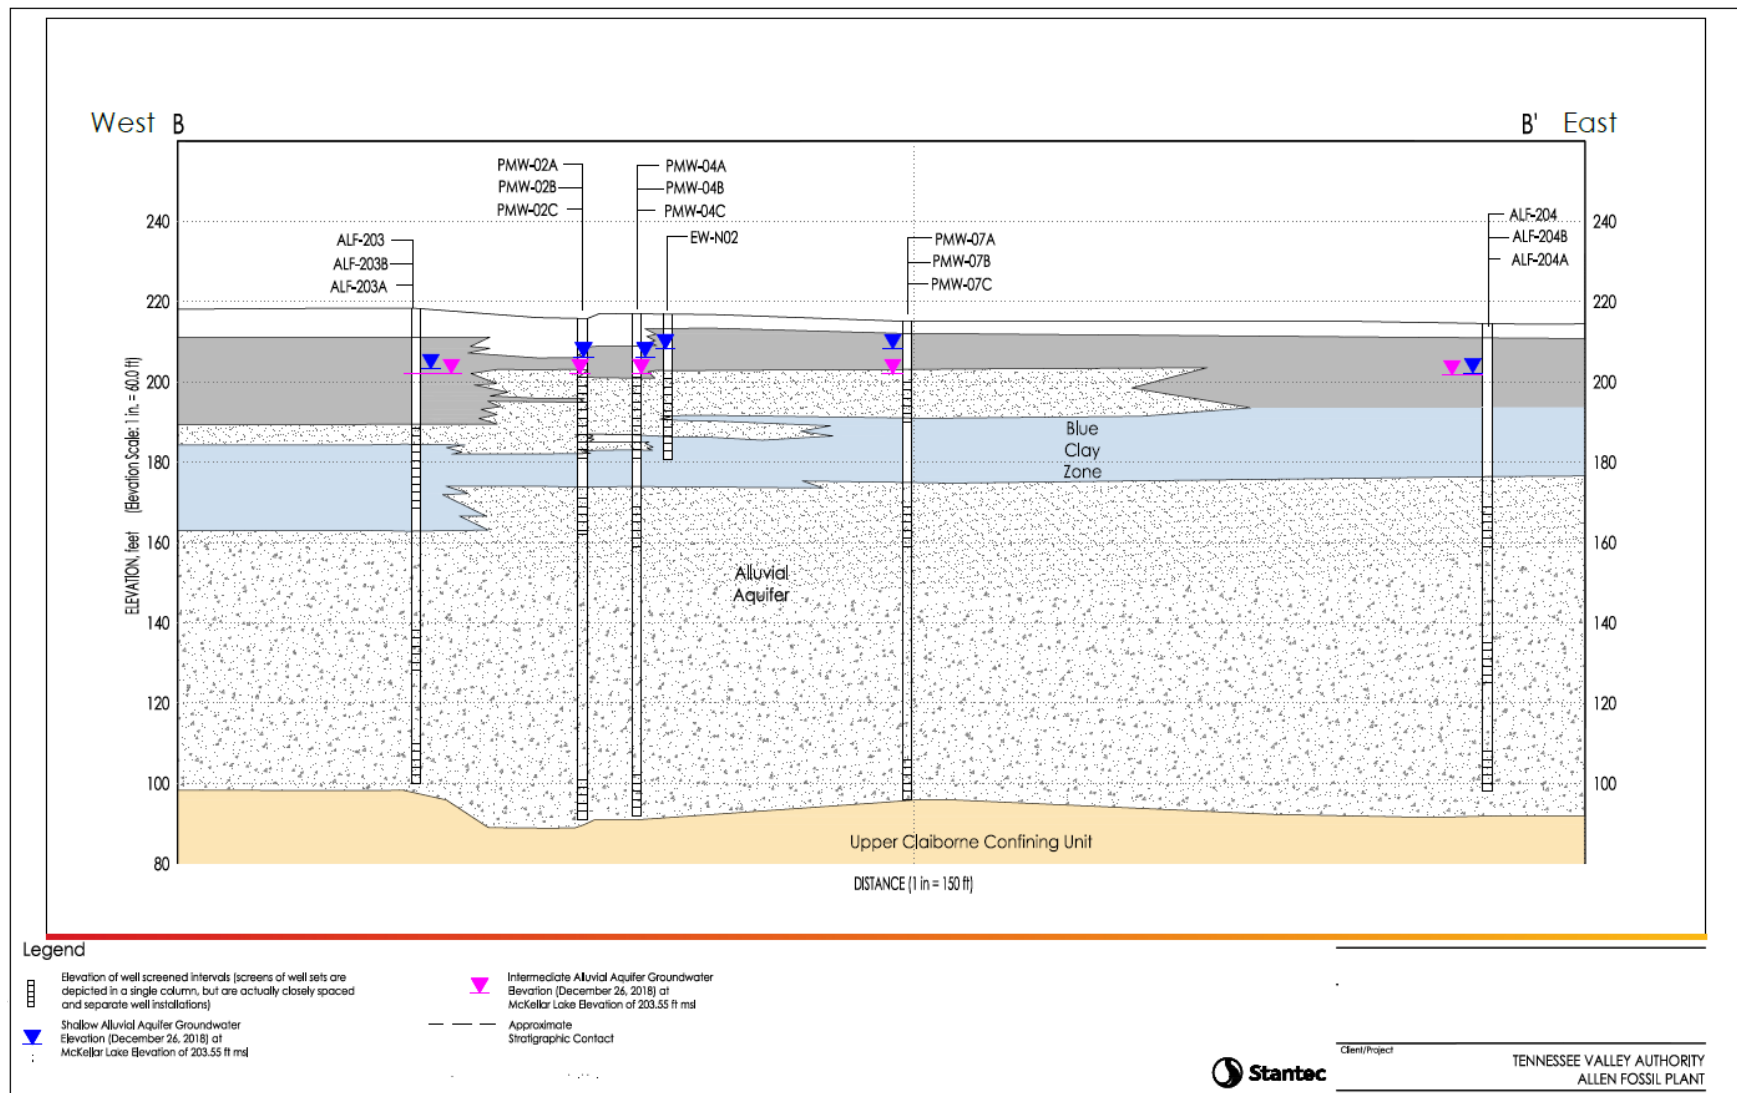 West B
B' East
PMW-02A
PMW-02B
PMW-02C
PMW-04A
PMW-04B
PMW-04C
EW-N02
ALF-203
ALF-203B
ALF-203A
PMW-07A
PMW-07B
PMW-07C
ALF-204
ALF-204B
ALF-204A
240
220
200
180
160
140
120
100
80
240
220
200
180
160
140
120
100
ELEVATION, feet (Elevation Scale: 1 in. = 60.0 ft)
Blue
Clay
Zone
Alluvial
Aquifer
Upper Claiborne Confining Unit
DISTANCE (1 in = 150 ft)
Legend
Elevation of well screened intervals (screens of well sets are
depicted in a single column, but are actually closely spaced
and separate well installations)
Shallow Alluvial Aquifer Groundwater
Elevation (December 26, 2018) at
McKellar Lake Elevation of 203.55 ft msl
Intermediate Alluvial Aquifer Groundwater
Elevation (December 26, 2018) at
McKellar Lake Elevation of 203.55 ft msl
Approximate
Stratigraphic Contact
Stantec
Client/Project
TENNESSEE VALLEY AUTHORITY
ALLEN FOSSIL PLANT